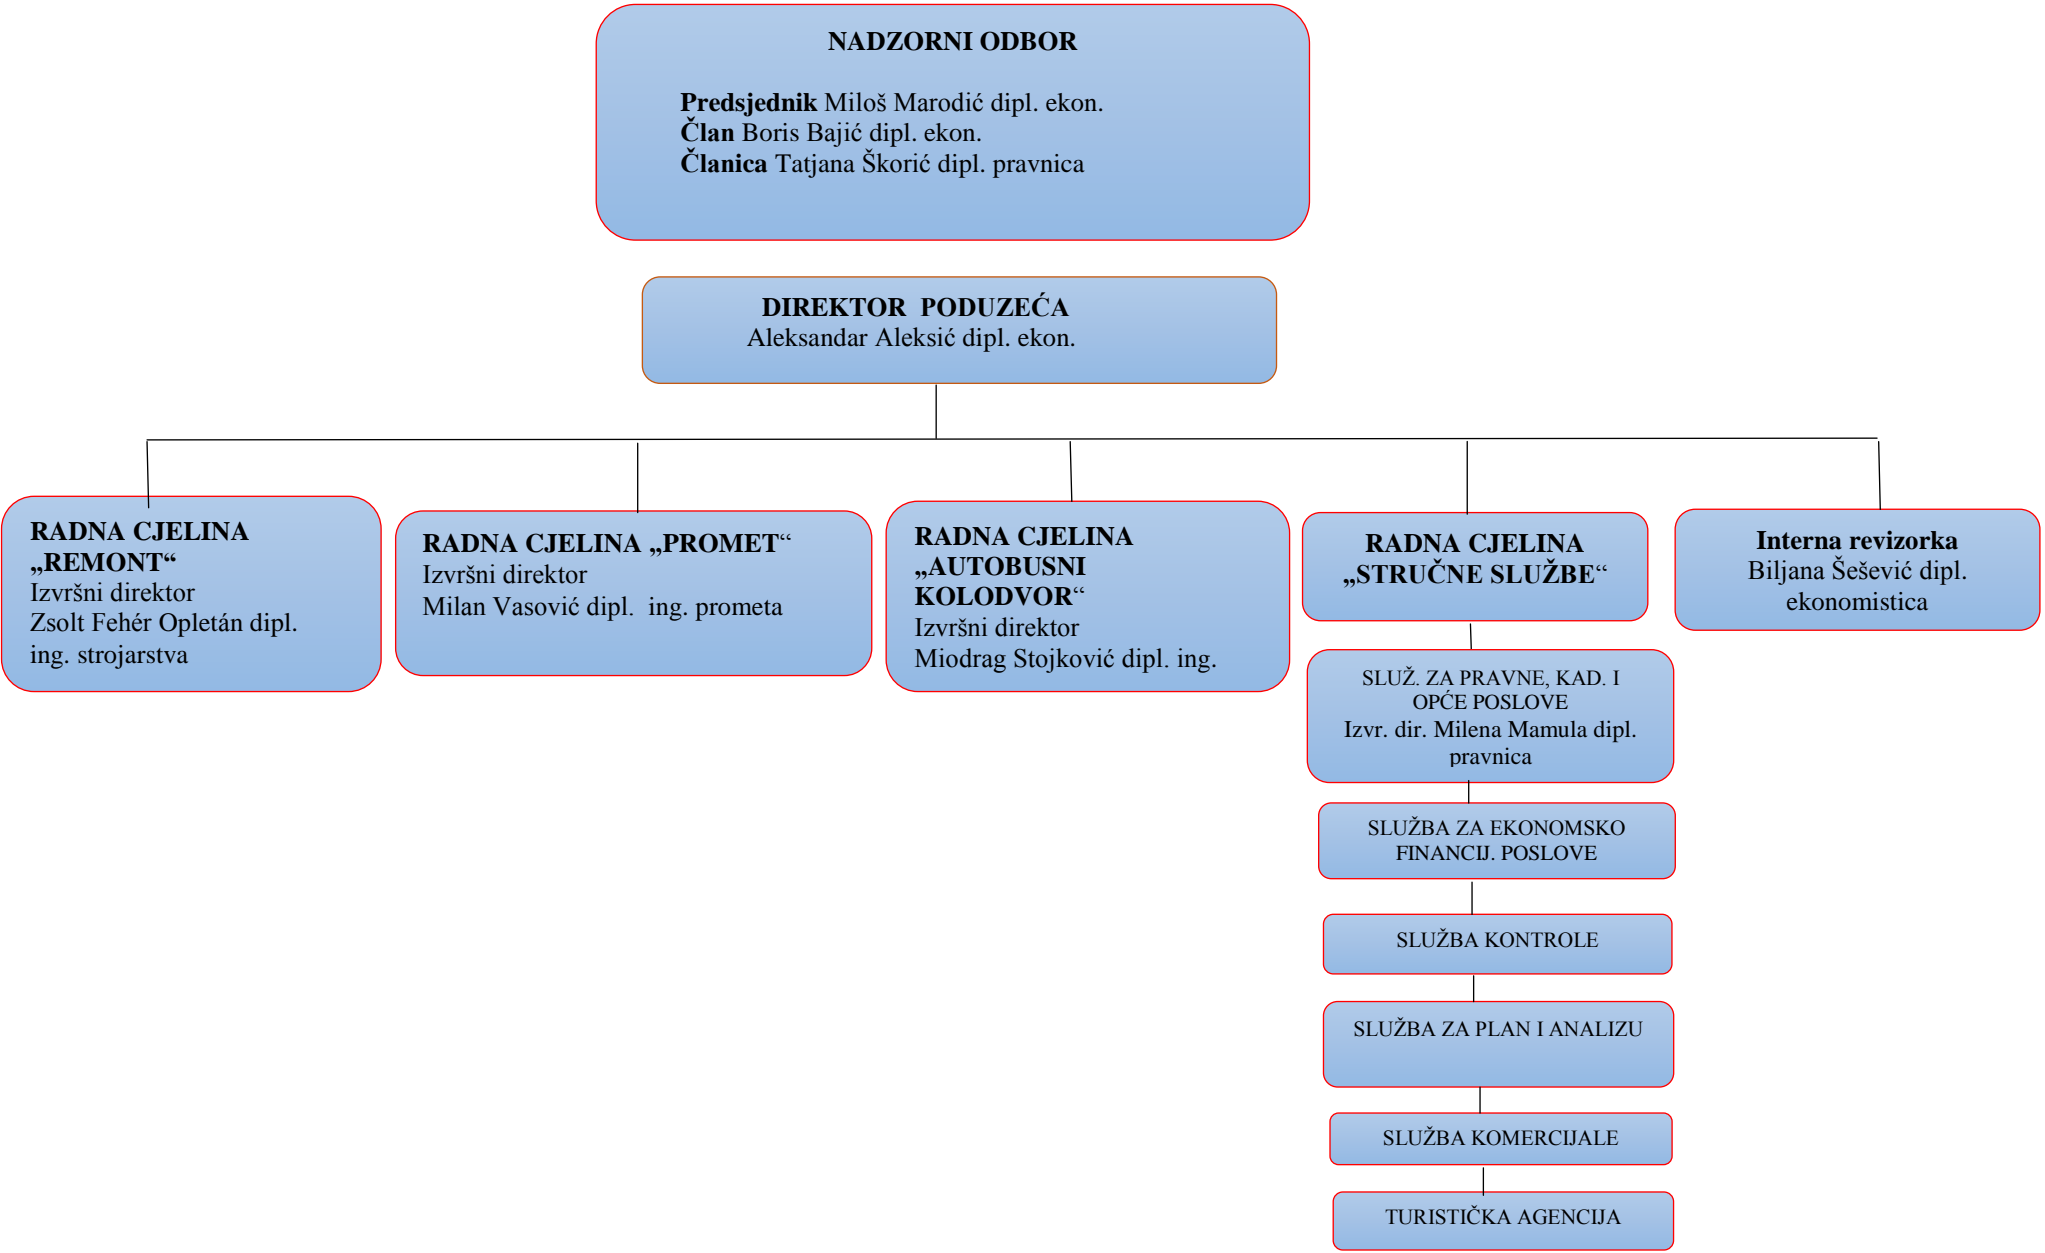 NADZORNI ODBOR
Predsjednik Miloš Marodić dipl. ekon.
Član Boris Bajić dipl. ekon.
Članica Tatjana Škorić dipl. pravnica
DIREKTOR  PODUZEĆA
Aleksandar Aleksić dipl. ekon.
RADNA CJELINA
„REMONT“
Izvršni direktor
Zsolt Fehér Opletán dipl.
ing. strojarstva
RADNA CJELINA „PROMET“
Izvršni direktor
Milan Vasović dipl.  ing. prometa
RADNA CJELINA
„AUTOBUSNI
KOLODVOR“
Izvršni direktor
Miodrag Stojković dipl. ing.
RADNA CJELINA
„STRUČNE SLUŽBE“
Interna revizorka
Biljana Šešević dipl.
ekonomistica
SLUŽ. ZA PRAVNE, KAD. I
OPĆE POSLOVE
Izvr. dir. Milena Mamula dipl.
pravnica
SLUŽBA ZA EKONOMSKO
FINANCIJ. POSLOVE
SLUŽBA KONTROLE
SLUŽBA ZA PLAN I ANALIZU
SLUŽBA KOMERCIJALE
TURISTIČKA AGENCIJA